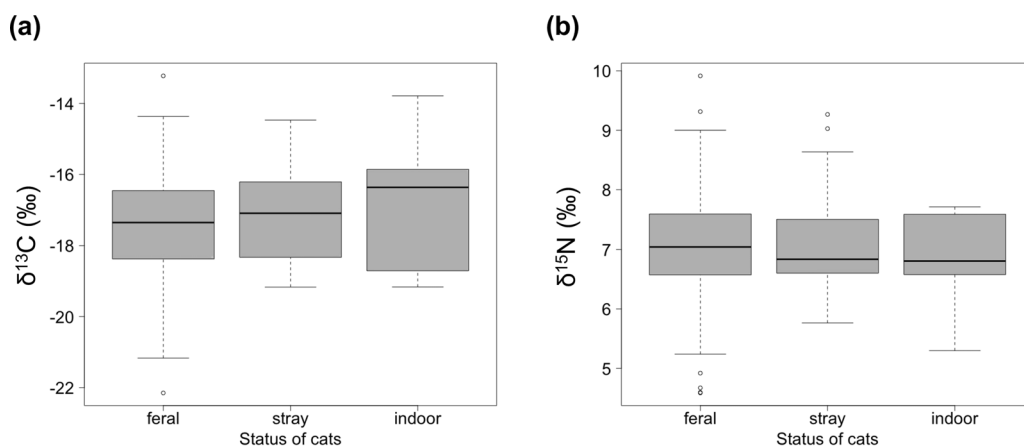 (a)
δ¹³C (‰)
-14
-16
-18
-20
-22
feral stray indoor
Status of cats
(b)
δ¹⁵N (‰)
10
9
8
7
6
5
feral stray indoor
Status of cats